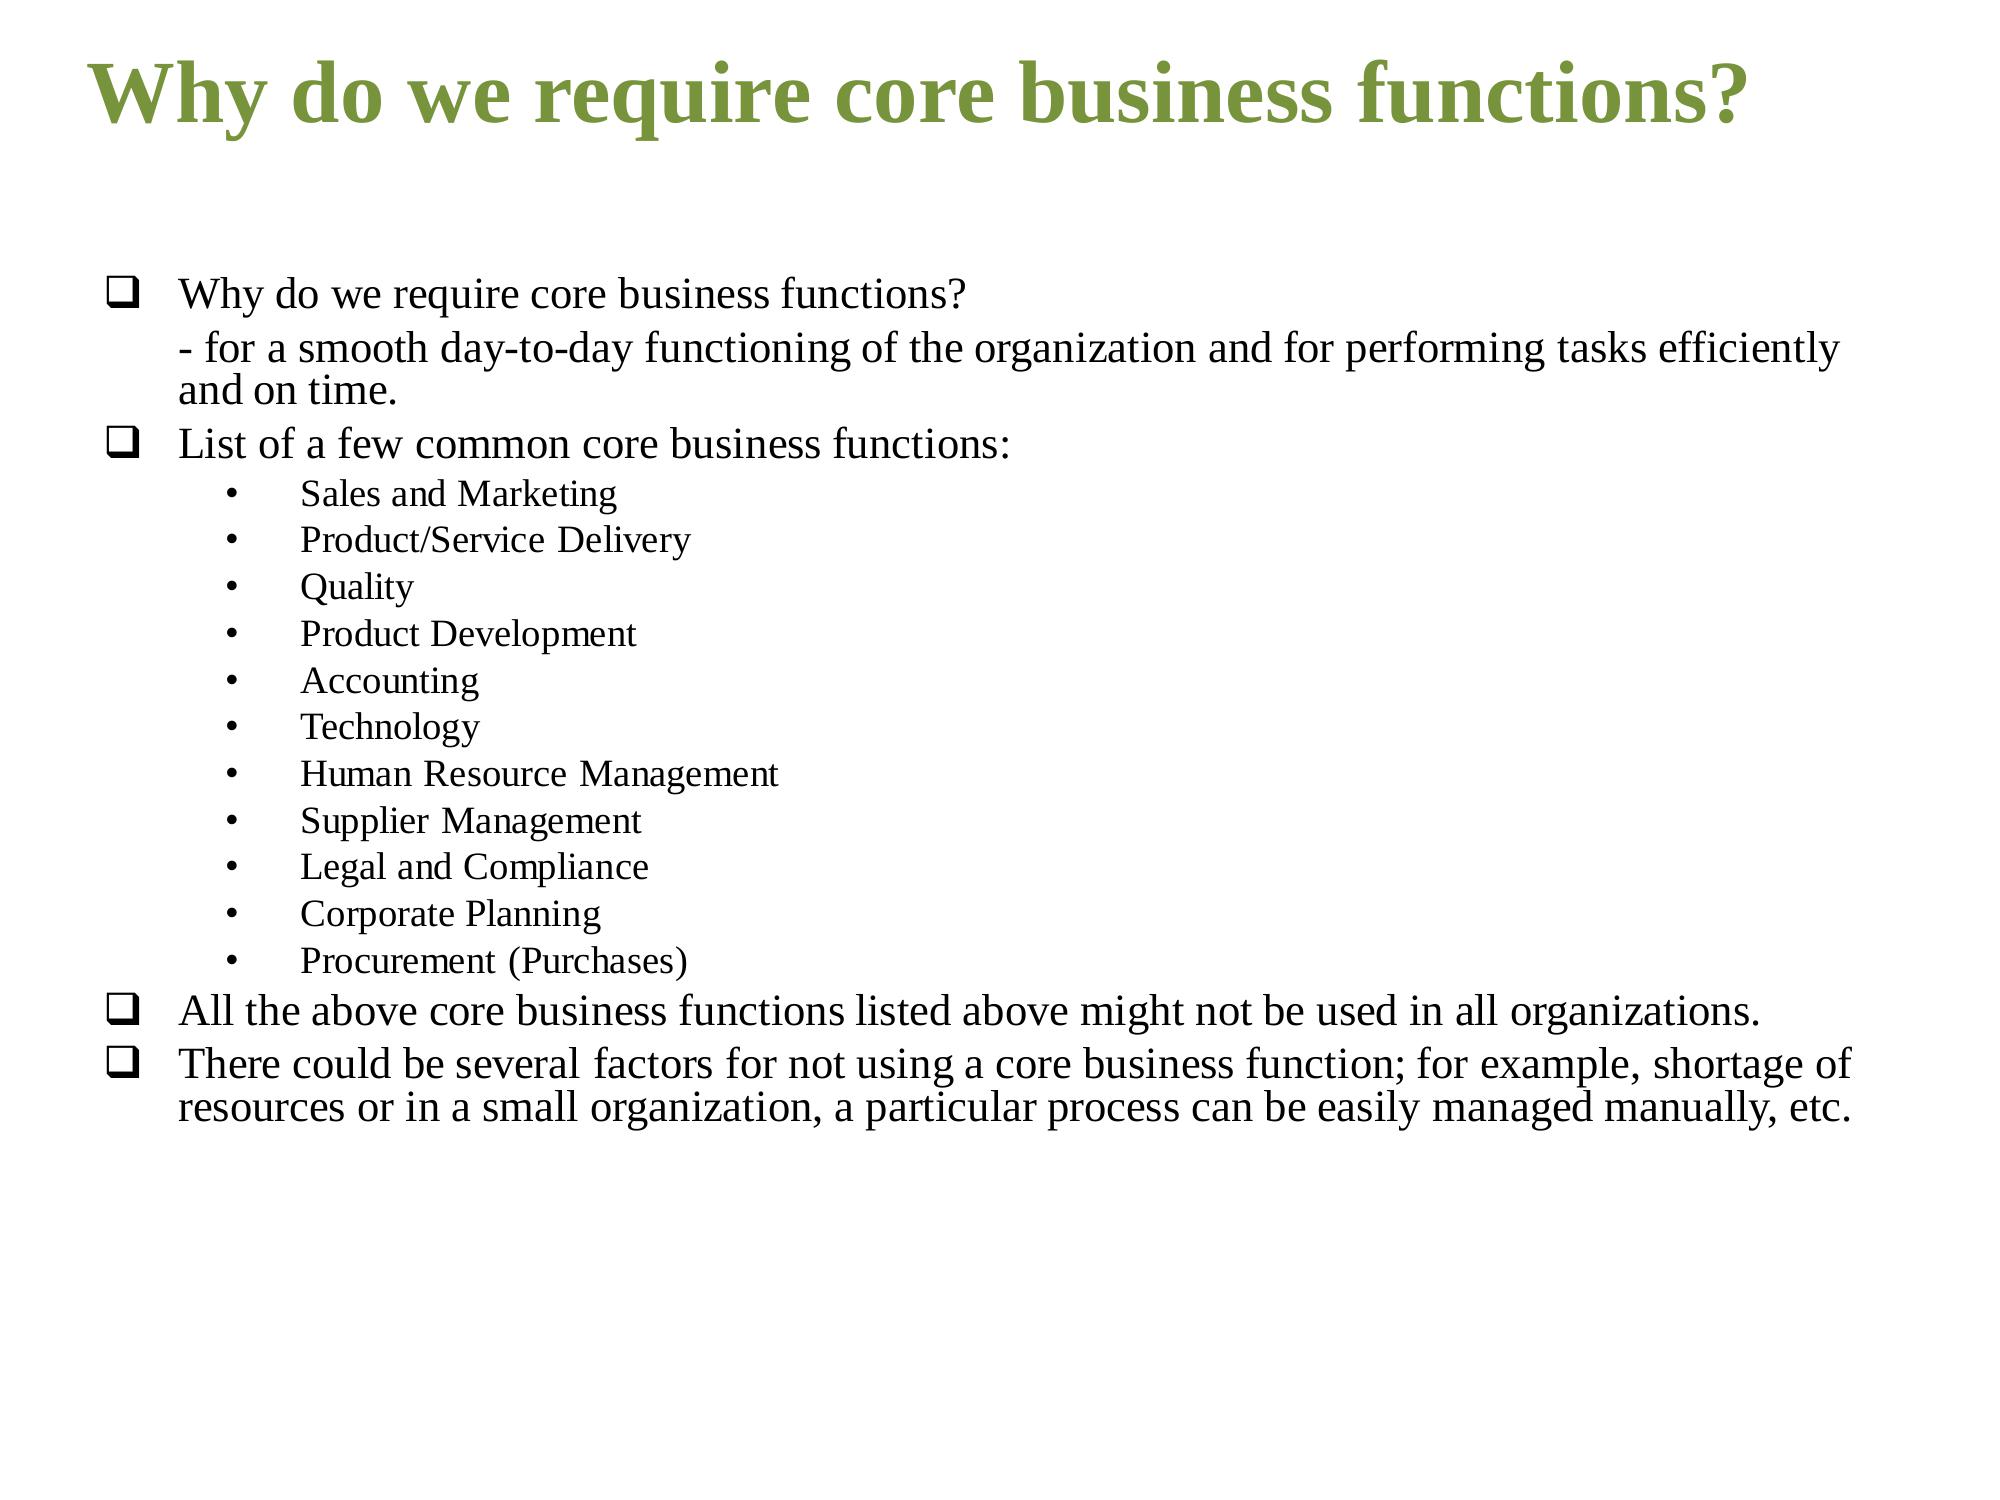 Why do we require core business functions?
❑ Why do we require core business functions?
- for a smooth day-to-day functioning of the organization and for performing tasks efficiently
and on time.
❑ List of a few common core business functions:
• Sales and Marketing
• Product/Service Delivery
• Quality
• Product Development
• Accounting
• Technology
• Human Resource Management
• Supplier Management
• Legal and Compliance
• Corporate Planning
• Procurement (Purchases)
❑ All the above core business functions listed above might not be used in all organizations.
❑ There could be several factors for not using a core business function; for example, shortage of
resources or in a small organization, a particular process can be easily managed manually, etc.